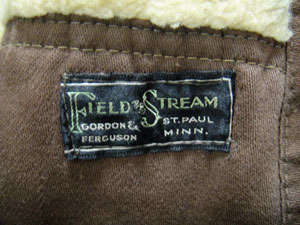 FIELD & STREAM
GORDON & ST. PAUL
FERGUSON MINN.